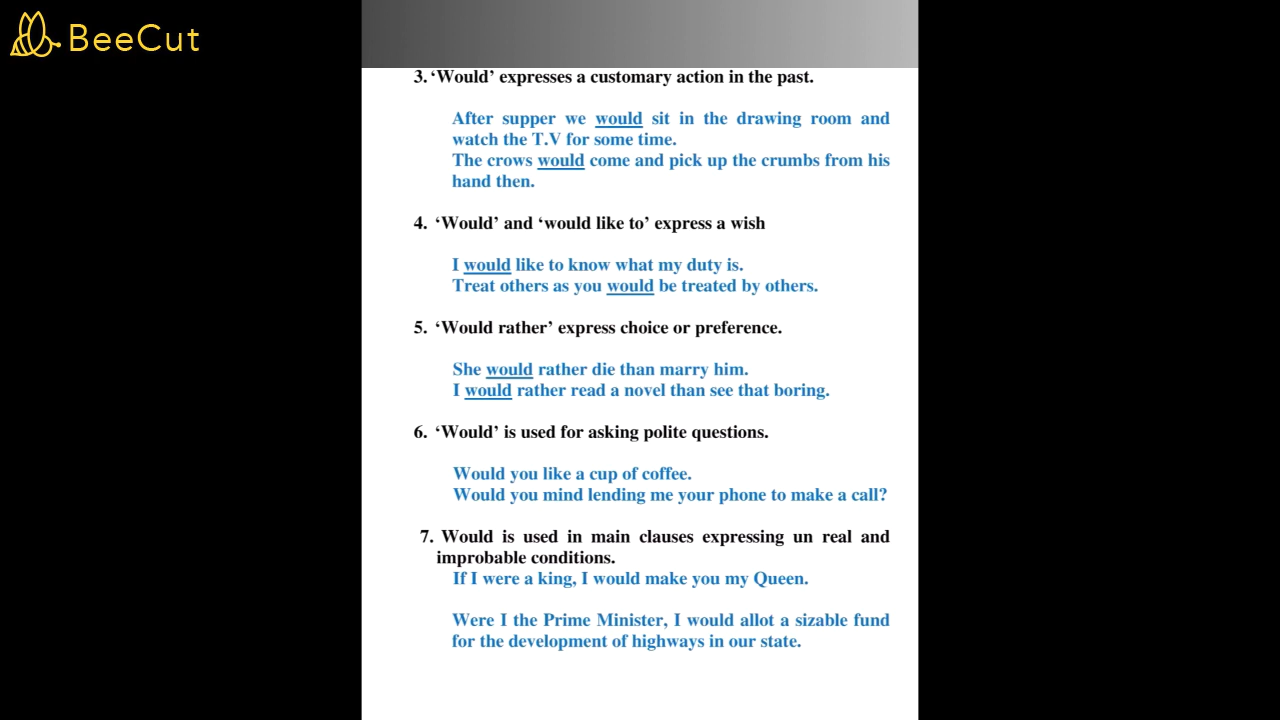 BeeCut
3. ‘Would’ expresses a customary action in the past.
After supper we would sit in the drawing room and
watch the T.V for some time.
The crows would come and pick up the crumbs from his
hand then.
4. ‘Would’ and ‘would like to’ express a wish
I would like to know what my duty is.
Treat others as you would be treated by others.
5. ‘Would rather’ express choice or preference.
She would rather die than marry him.
I would rather read a novel than see that boring.
6. ‘Would’ is used for asking polite questions.
Would you like a cup of coffee.
Would you mind lending me your phone to make a call?
7. Would is used in main clauses expressing un real and
improbable conditions.
If I were a king, I would make you my Queen.
Were I the Prime Minister, I would allot a sizable fund
for the development of highways in our state.